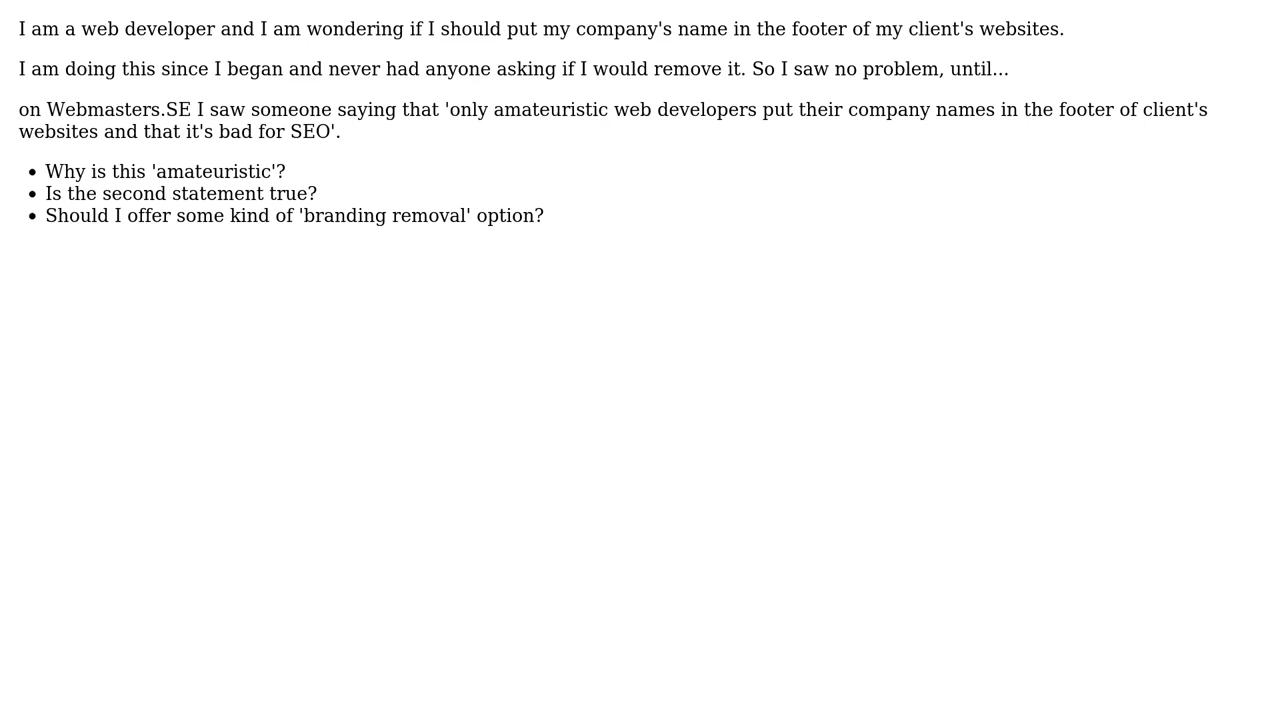 I am a web developer and I am wondering if I should put my company's name in the footer of my client's websites.
I am doing this since I began and never had anyone asking if I would remove it. So I saw no problem, until...
on Webmasters.SE I saw someone saying that 'only amateuristic web developers put their company names in the footer of client's
websites and that it's bad for SEO'.
• Why is this 'amateuristic'?
• Is the second statement true?
• Should I offer some kind of 'branding removal' option?